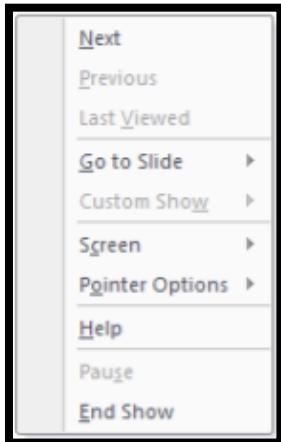 Next
Previous
Last Viewed
Go to Slide
Custom Show
Screen
Pointer Options
Help
Pause
End Show